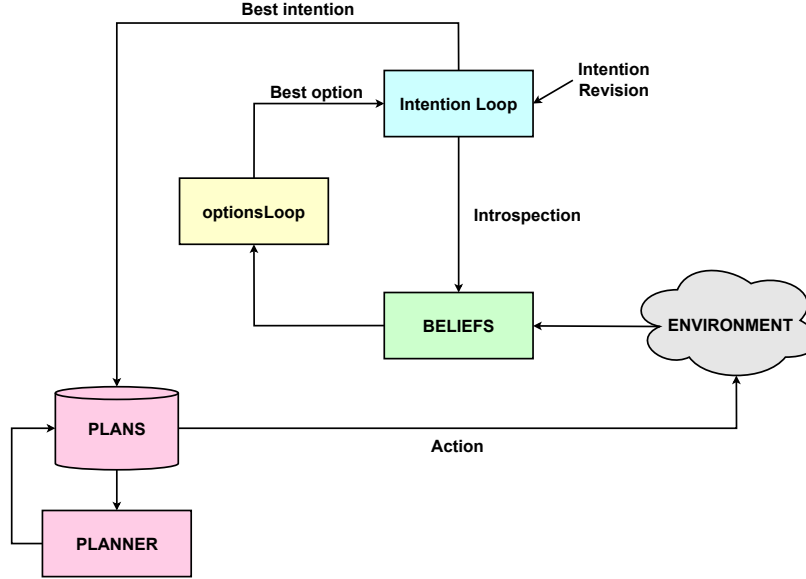 Best intention
Intention
Revision
Best option
Intention Loop
optionsLoop
Introspection
BELIEFS
ENVIRONMENT
PLANS
Action
PLANNER